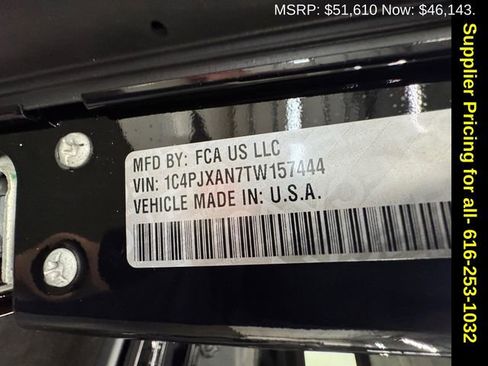 MSRP: $51,610 Now: $46,143.
Supplier Pricing for all- 616-253-1032
MFD BY: FCA US LLC
VIN: 1C4PJXAN7TW157444
VEHICLE MADE IN: U.S.A.